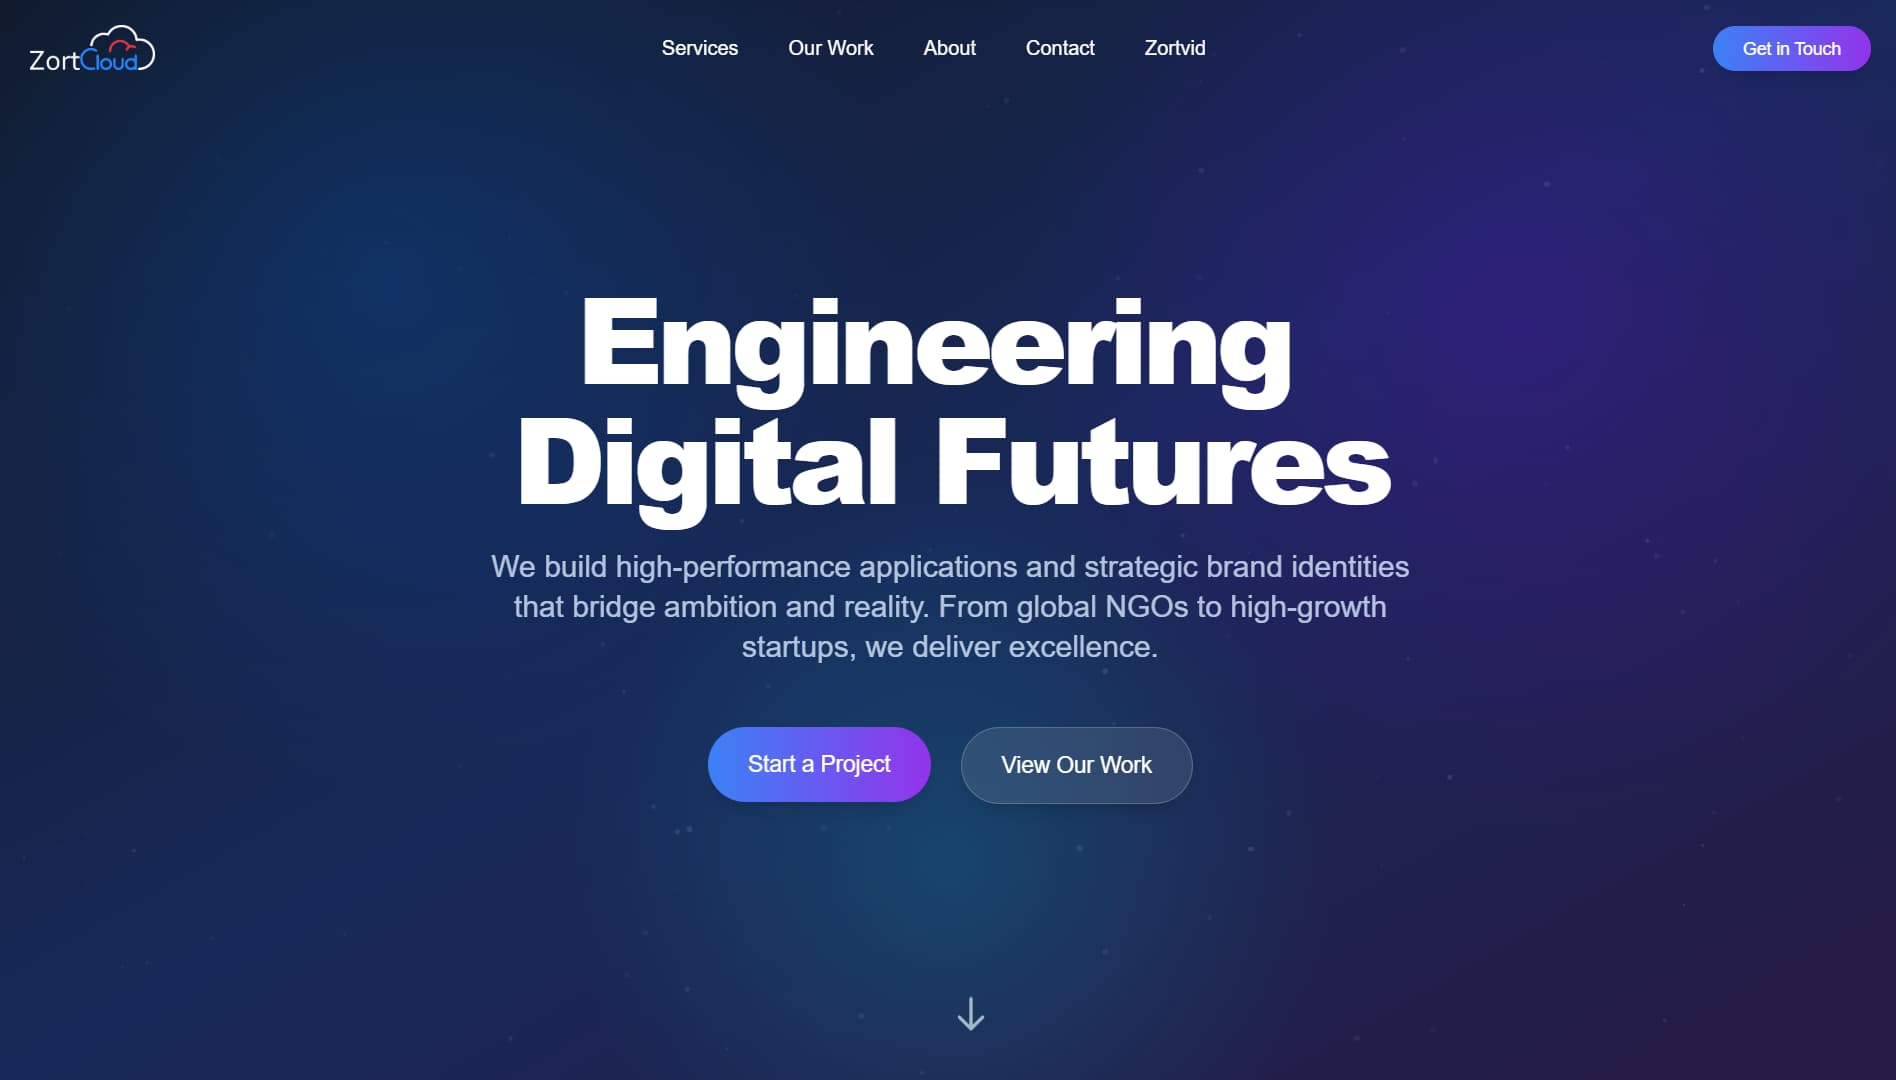 ZortCloud
Services
Our Work
About
Contact
Zortvid
Get in Touch
Engineering
Digital Futures
We build high-performance applications and strategic brand identities
that bridge ambition and reality. From global NGOs to high-growth
startups, we deliver excellence.
Start a Project
View Our Work